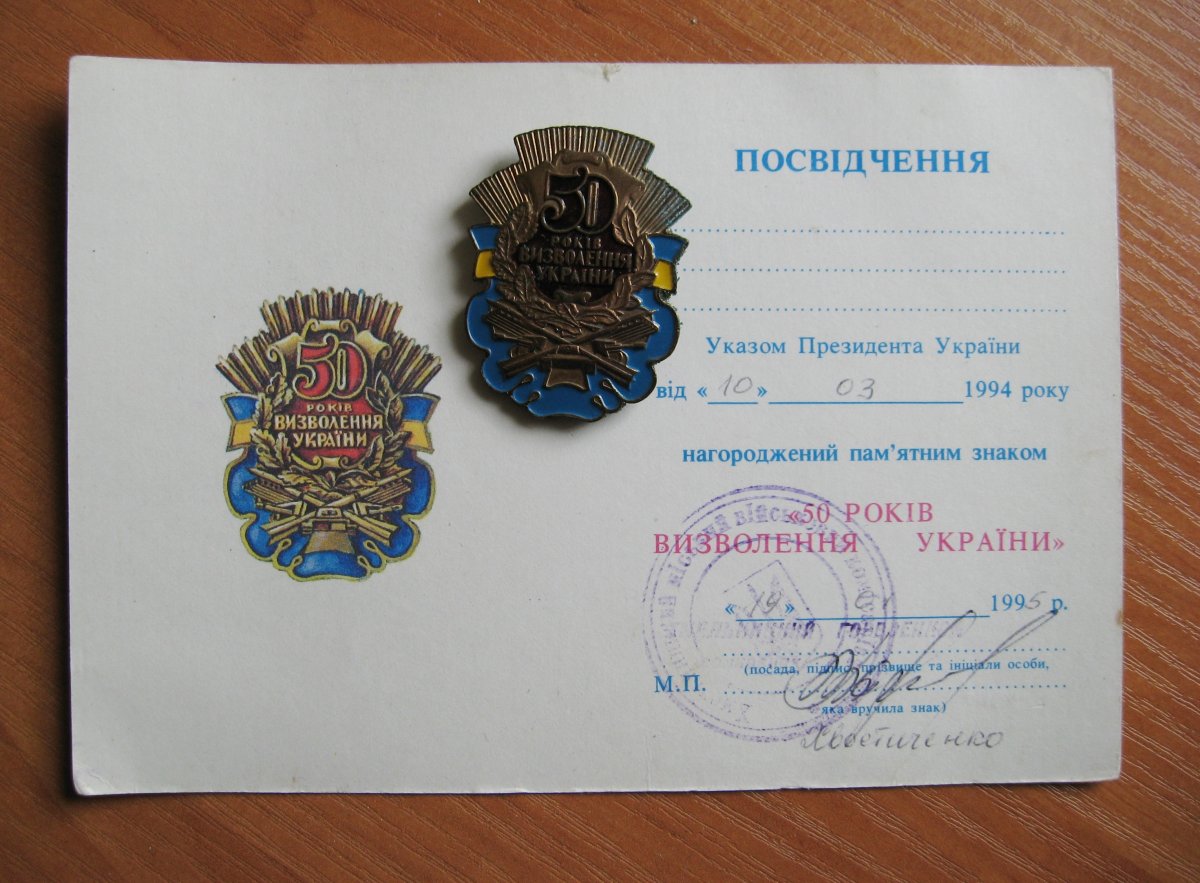 50
РОКІВ
ВИЗВОЛЕННЯ
УКРАЇНИ
50
РОКІВ
ВИЗВОЛЕННЯ
УКРАЇНИ
ПОСВІДЧЕННЯ
Указом Президента України
від «10» 03 1994 року
нагороджений пам'ятним знаком
«50 РОКІВ
ВИЗВОЛЕННЯ УКРАЇНИ»
«19» 1995 р.
(посада, підпис, прізвище та ініціали особи,
М.П.
яка вручила знак)
Хвостиченко